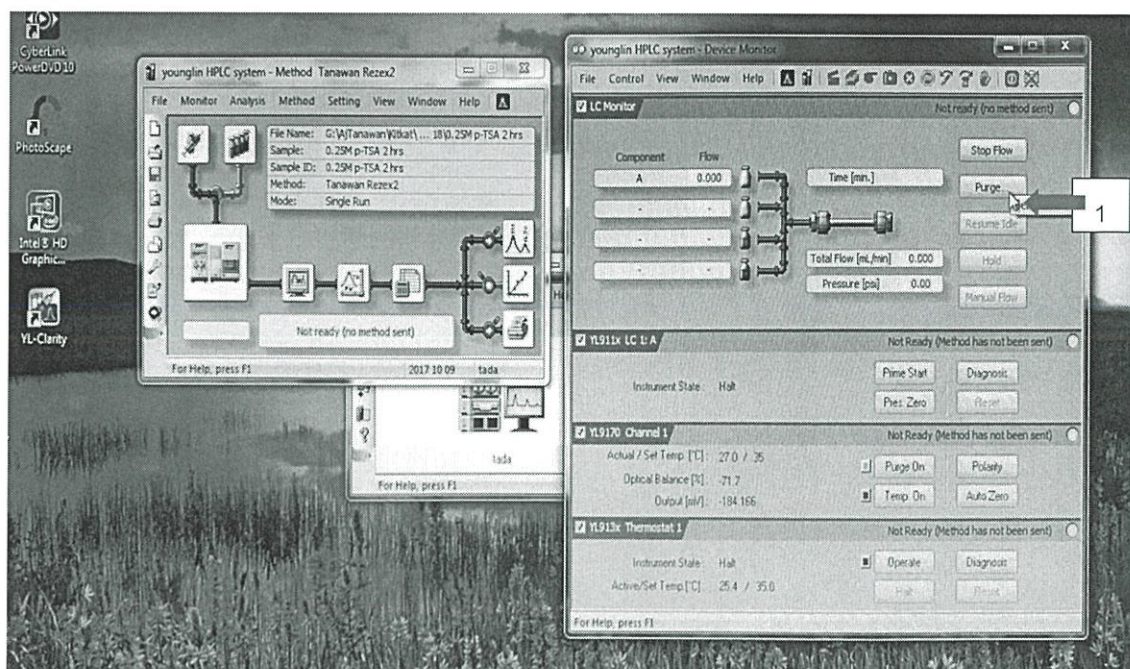 CyberLink
PowerDVD 10
PhotoScape
Intel® HD
Graphic...
YL-Clarity
younglin HPLC system - Method Tanawan Rezex2
File Monitor Analysis Method Setting View Window Help
File Name: G:\AjTanawan\Kitkat\ ... 18\0.25M p-TSA 2 hrs
Sample: 0.25M p-TSA 2 hrs
Sample ID: 0.25M p-TSA 2 hrs
Method: Tanawan Rezex2
Mode: Single Run
Not ready (no method sent)
For Help, press F1 2017 10 09 tada
tada
For Help, press F1
younglin HPLC system - Device Monitor
File Control View Window Help
LC Monitor Not ready (no method sent)
Stop Flow
Component Flow
A 0.000 Time [min.]
Purge
1
- -
Resume Idle
- -
Total Flow [mL/min] 0.000 Hold
- -
Pressure [psi] 0.00
Manual Flow
YL911x LC 1: A Not Ready (Method has not been sent)
Instrument State : Halt Prime Start Diagnosis
Pres. Zero Reset
YL9170 Channel 1 Not Ready (Method has not been sent)
Actual / Set Temp.[°C]: 27.0 / 35 Purge On Polarity
Optical Balance [%]: -71.7
Output [mV]: -184.166 Temp. On Auto Zero
YL913x Thermostat 1 Not Ready (Method has not been sent)
Instrument State : Halt Operate Diagnosis
Active/Set Temp.[°C]: 25.4 / 35.0 Halt Reset
For Help, press F1